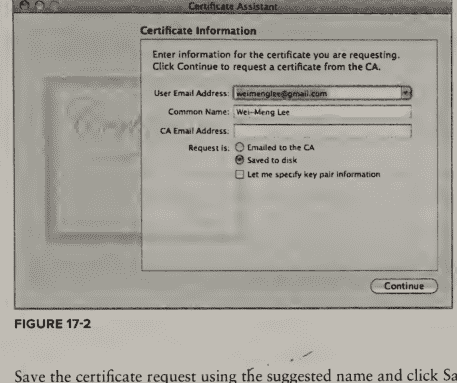 Certificate Assistant
Certificate Information
Enter information for the certificate you are requesting.
Click Continue to request a certificate from the CA.
User Email Address: weimenglee@gmail.com
Common Name: Wei-Meng Lee
CA Email Address:
Request is: Emailed to the CA
Saved to disk
Let me specify key pair information
Continue
FIGURE 17-2
Save the certificate request using the suggested name and click Sa